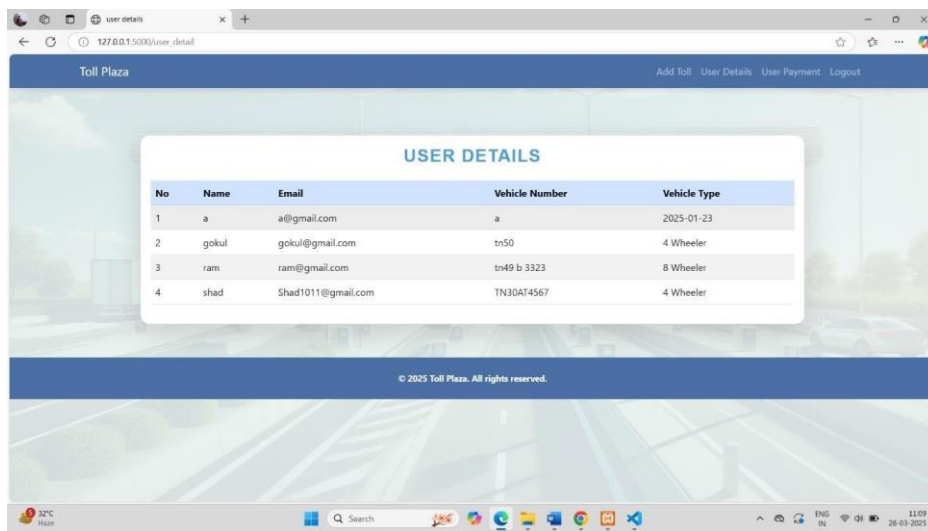 user details
127.0.0.1:5000/user_detail
Toll Plaza Add Toll User Details User Payment Logout
USER DETAILS
No Name Email Vehicle Number Vehicle Type
1 a a@gmail.com a 2025-01-23
2 gokul gokul@gmail.com tn50 4 Wheeler
3 ram ram@gmail.com tn49 b 3323 8 Wheeler
4 shad Shad1011@gmail.com TN30AT4567 4 Wheeler
© 2025 Toll Plaza. All rights reserved.
32°C
Haze
Search
ENG
IN
11:09
28-03-2025